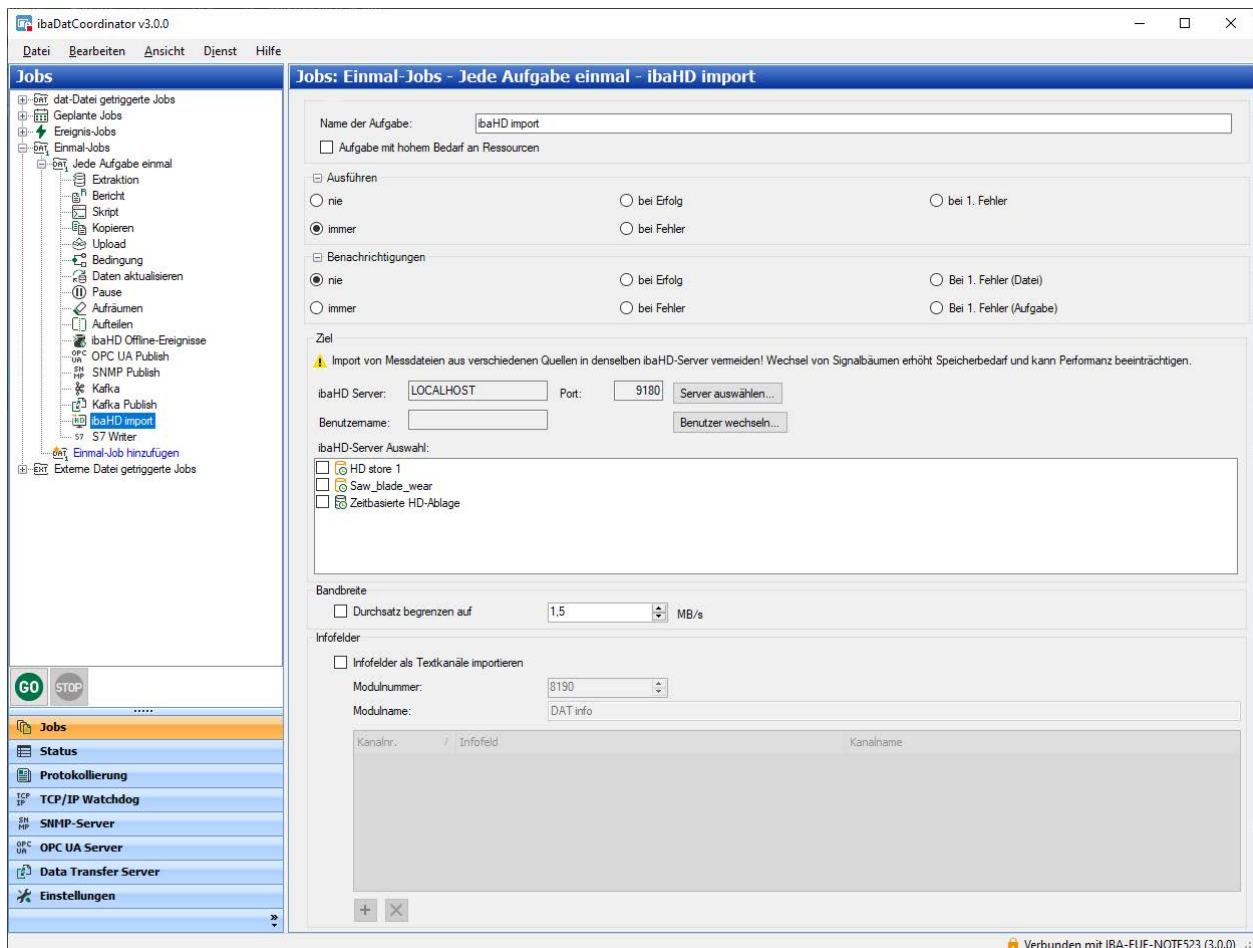 ibaDatCoordinator v3.0.0
Datei Bearbeiten Ansicht Dienst Hilfe
Jobs
dat-Datei getriggerte Jobs
Geplante Jobs
Ereignis-Jobs
Einmal-Jobs
Jede Aufgabe einmal
Extraktion
Bericht
Skript
Kopieren
Upload
Bedingung
Daten aktualisieren
Pause
Aufräumen
Aufteilen
ibaHD Offline-Ereignisse
OPC UA Publish
SNMP Publish
Kafka
Kafka Publish
ibaHD import
S7 Writer
Einmal-Job hinzufügen
Externe Datei getriggerte Jobs
GO STOP
Jobs
Status
Protokollierung
TCP/IP Watchdog
SNMP-Server
OPC UA Server
Data Transfer Server
Einstellungen
Jobs: Einmal-Jobs - Jede Aufgabe einmal - ibaHD import
Name der Aufgabe: ibaHD import
Aufgabe mit hohem Bedarf an Ressourcen
Ausführen
nie bei Erfolg bei 1. Fehler
immer bei Fehler
Benachrichtigungen
nie bei Erfolg Bei 1. Fehler (Datei)
immer bei Fehler Bei 1. Fehler (Aufgabe)
Ziel
Import von Messdateien aus verschiedenen Quellen in denselben ibaHD-Server vermeiden! Wechsel von Signalbäumen erhöht Speicherbedarf und kann Performanz beeinträchtigen.
ibaHD Server: LOCALHOST Port: 9180 Server auswählen...
Benutzername: Benutzer wechseln...
ibaHD-Server Auswahl:
HD store 1
Saw_blade_wear
Zeitbasierte HD-Ablage
Bandbreite
Durchsatz begrenzen auf 1,5 MB/s
Infofelder
Infofelder als Textkanäle importieren
Modulnummer: 8190
Modulname: DAT info
Kanalnr. / Infofeld Kanalname
Verbunden mit IBA-FUE-NOTE523 (3.0.0)